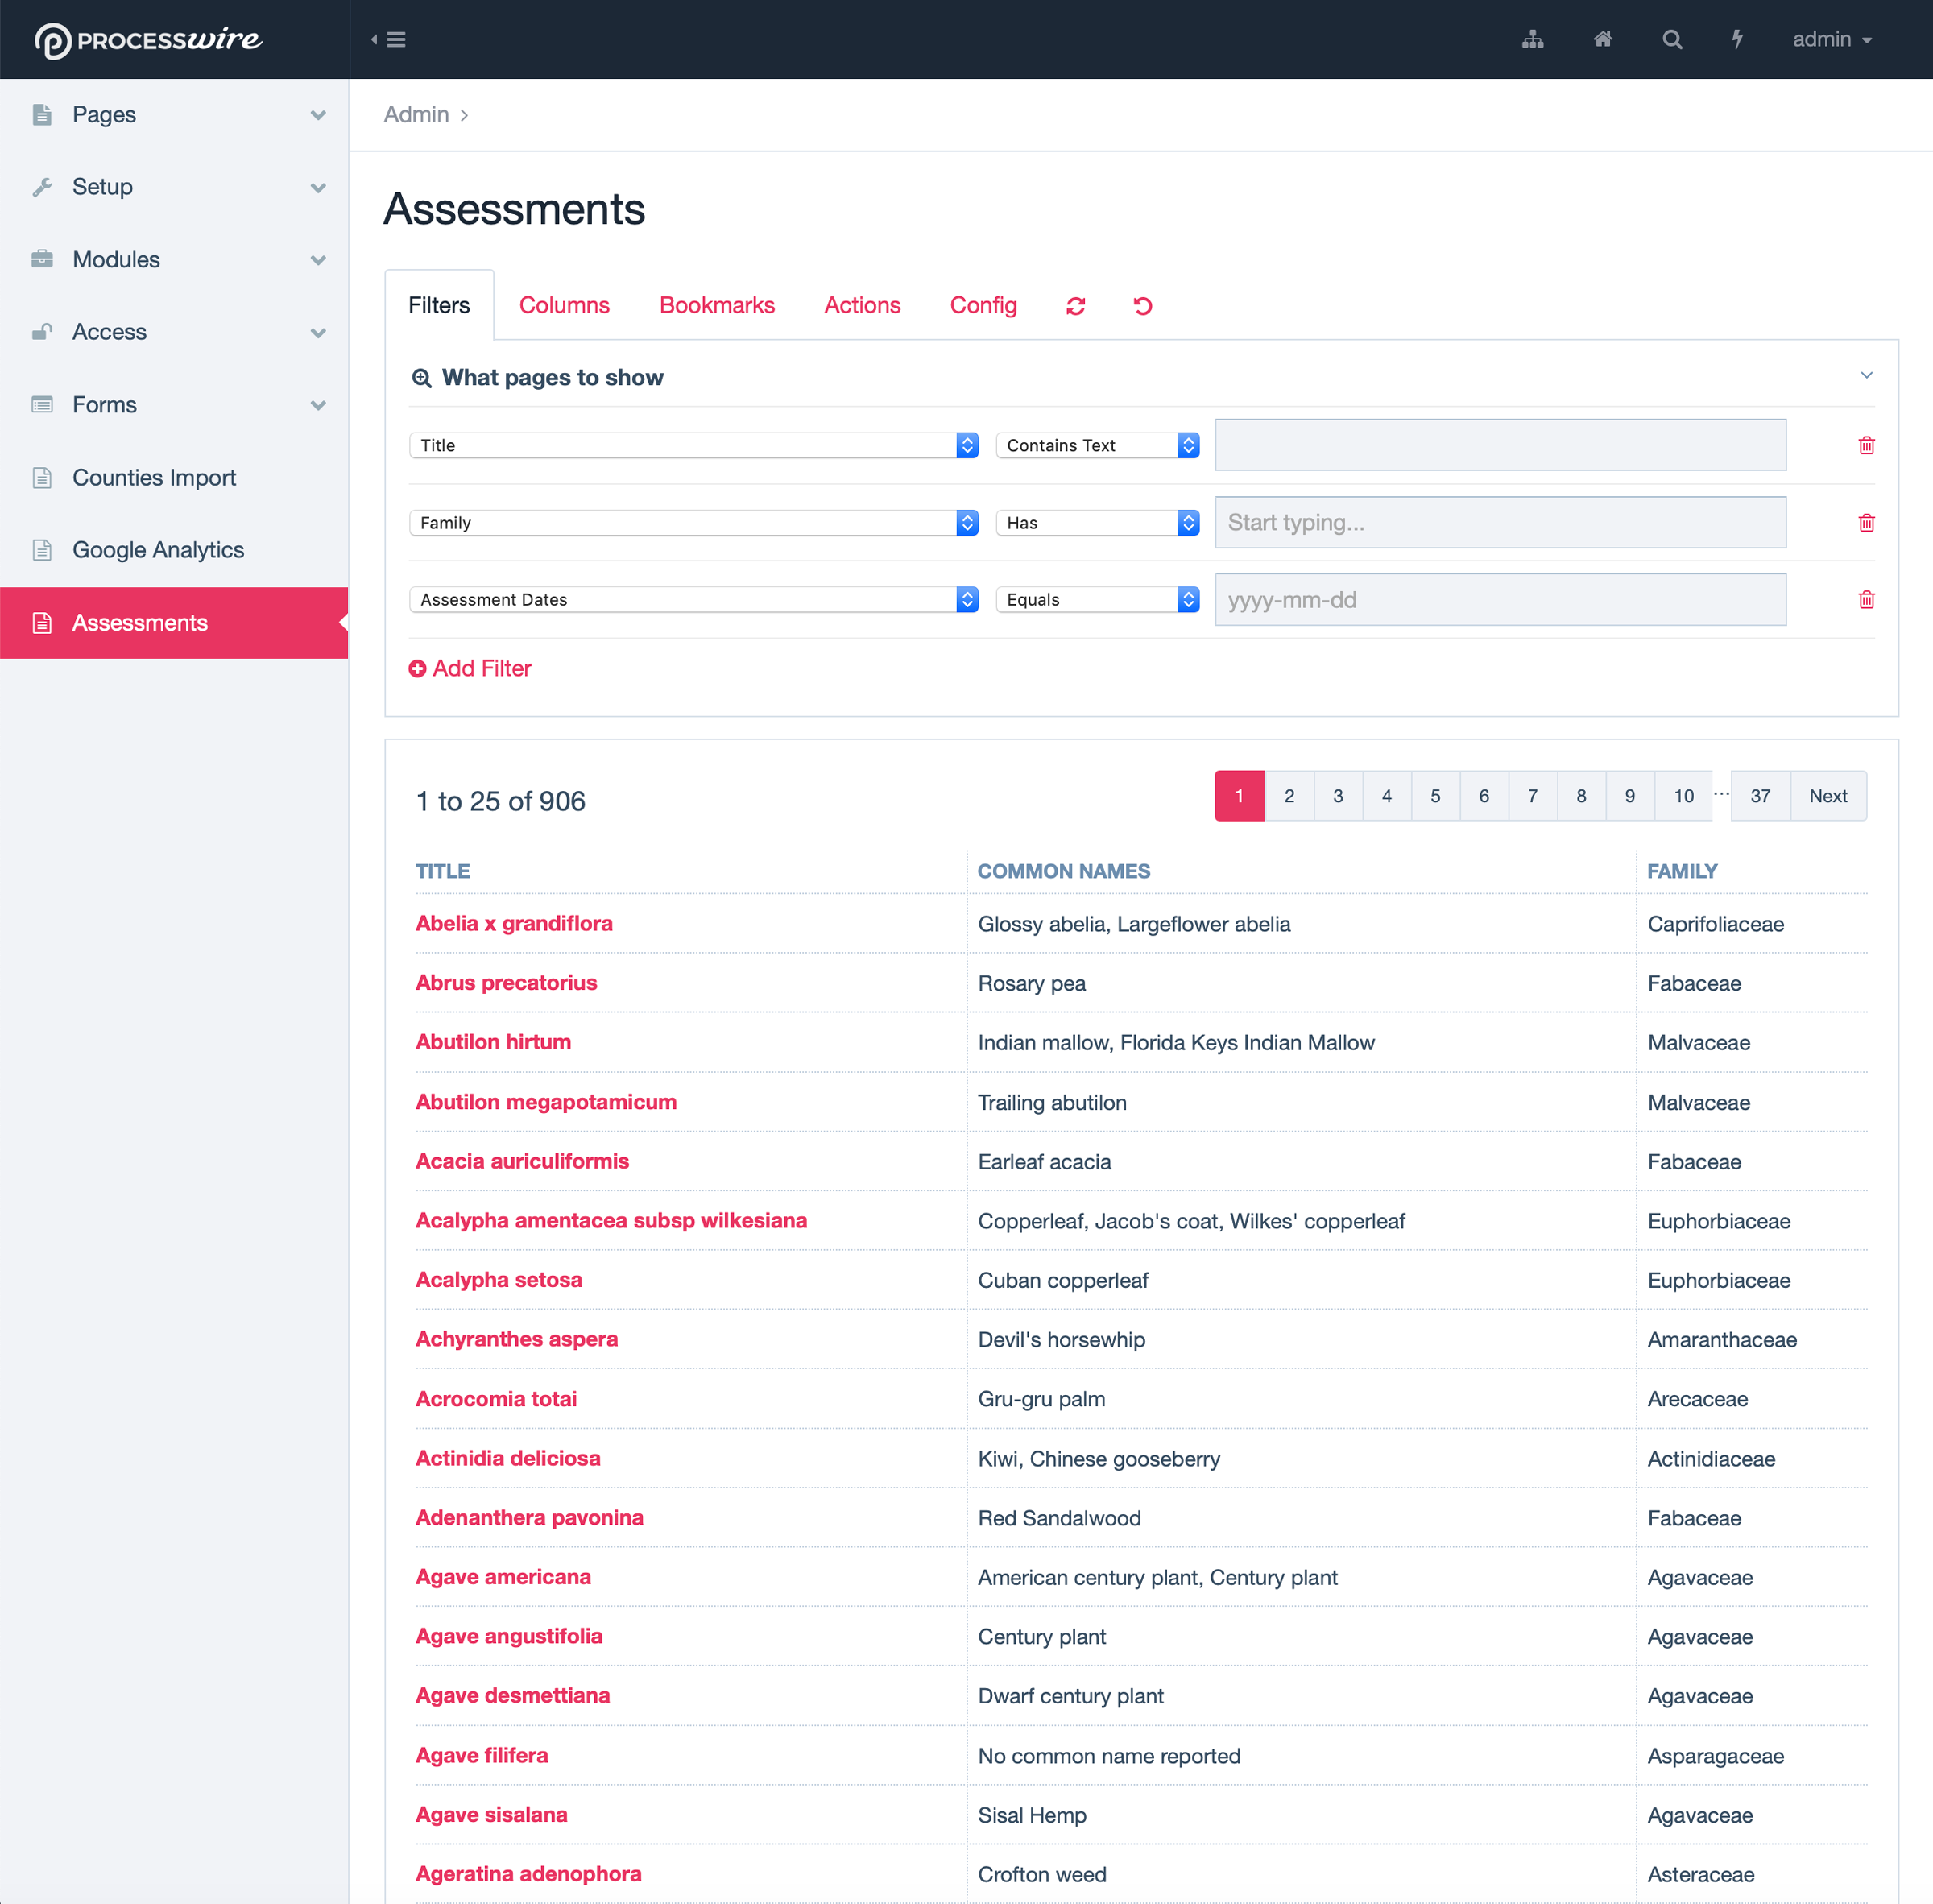 PROCESSwire
admin
Pages
Setup
Modules
Access
Forms
Counties Import
Google Analytics
Assessments
Admin >
Assessments
Filters Columns Bookmarks Actions Config
What pages to show
Title Contains Text
Family Has Start typing...
Assessment Dates Equals yyyy-mm-dd
Add Filter
1 to 25 of 906
1 2 3 4 5 6 7 8 9 10 ... 37 Next
TITLE COMMON NAMES FAMILY
Abelia x grandiflora Glossy abelia, Largeflower abelia Caprifoliaceae
Abrus precatorius Rosary pea Fabaceae
Abutilon hirtum Indian mallow, Florida Keys Indian Mallow Malvaceae
Abutilon megapotamicum Trailing abutilon Malvaceae
Acacia auriculiformis Earleaf acacia Fabaceae
Acalypha amentacea subsp wilkesiana Copperleaf, Jacob's coat, Wilkes' copperleaf Euphorbiaceae
Acalypha setosa Cuban copperleaf Euphorbiaceae
Achyranthes aspera Devil's horsewhip Amaranthaceae
Acrocomia totai Gru-gru palm Arecaceae
Actinidia deliciosa Kiwi, Chinese gooseberry Actinidiaceae
Adenanthera pavonina Red Sandalwood Fabaceae
Agave americana American century plant, Century plant Agavaceae
Agave angustifolia Century plant Agavaceae
Agave desmettiana Dwarf century plant Agavaceae
Agave filifera No common name reported Asparagaceae
Agave sisalana Sisal Hemp Agavaceae
Ageratina adenophora Crofton weed Asteraceae